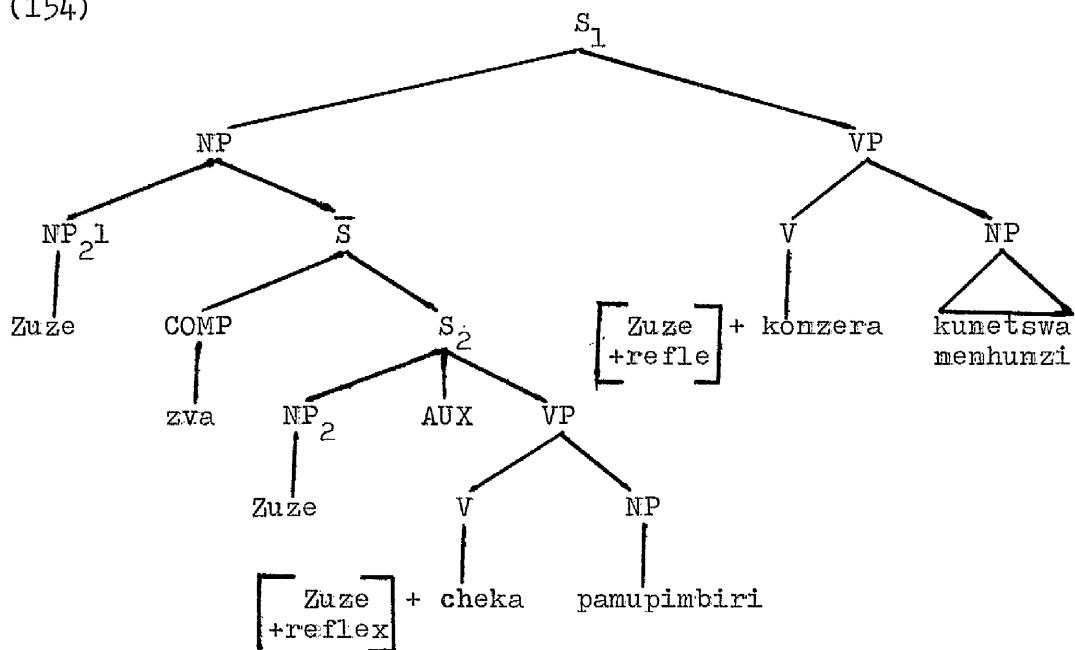 (154)
S1
NP VP
NP21 S̅ V NP
Zuze COMP S2 [Zuze +refle] + konzera kunetswa memhunzi
zva NP2 AUX VP
Zuze V NP
[Zuze +reflex] + cheka pamupimbiri